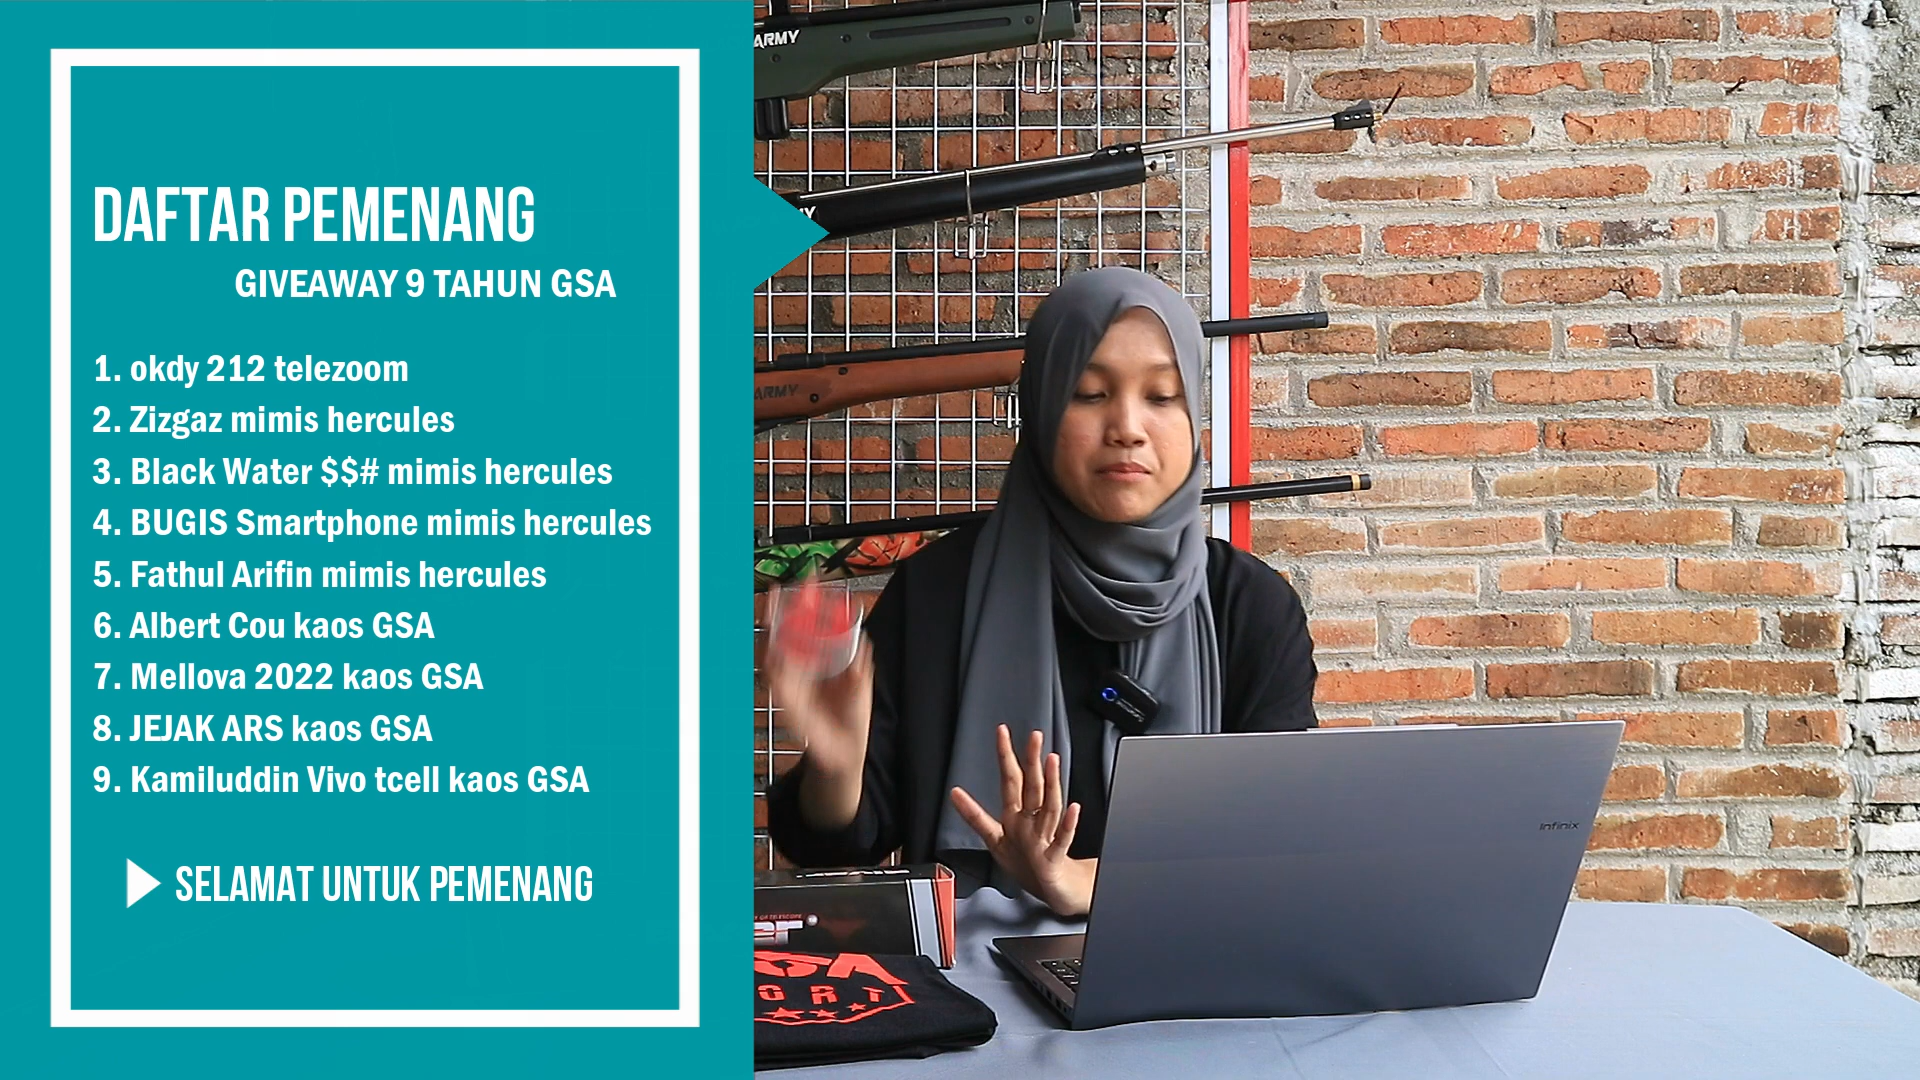 DAFTAR PEMENANG
GIVEAWAY 9 TAHUN GSA
1. okdy 212 telezoom
2. Zizgaz mimis hercules
3. Black Water $$# mimis hercules
4. BUGIS Smartphone mimis hercules
5. Fathul Arifin mimis hercules
6. Albert Cou kaos GSA
7. Mellova 2022 kaos GSA
8. JEJAK ARS kaos GSA
9. Kamiluddin Vivo tcell kaos GSA
SELAMAT UNTUK PEMENANG
ARMY
ARMY
Infinix